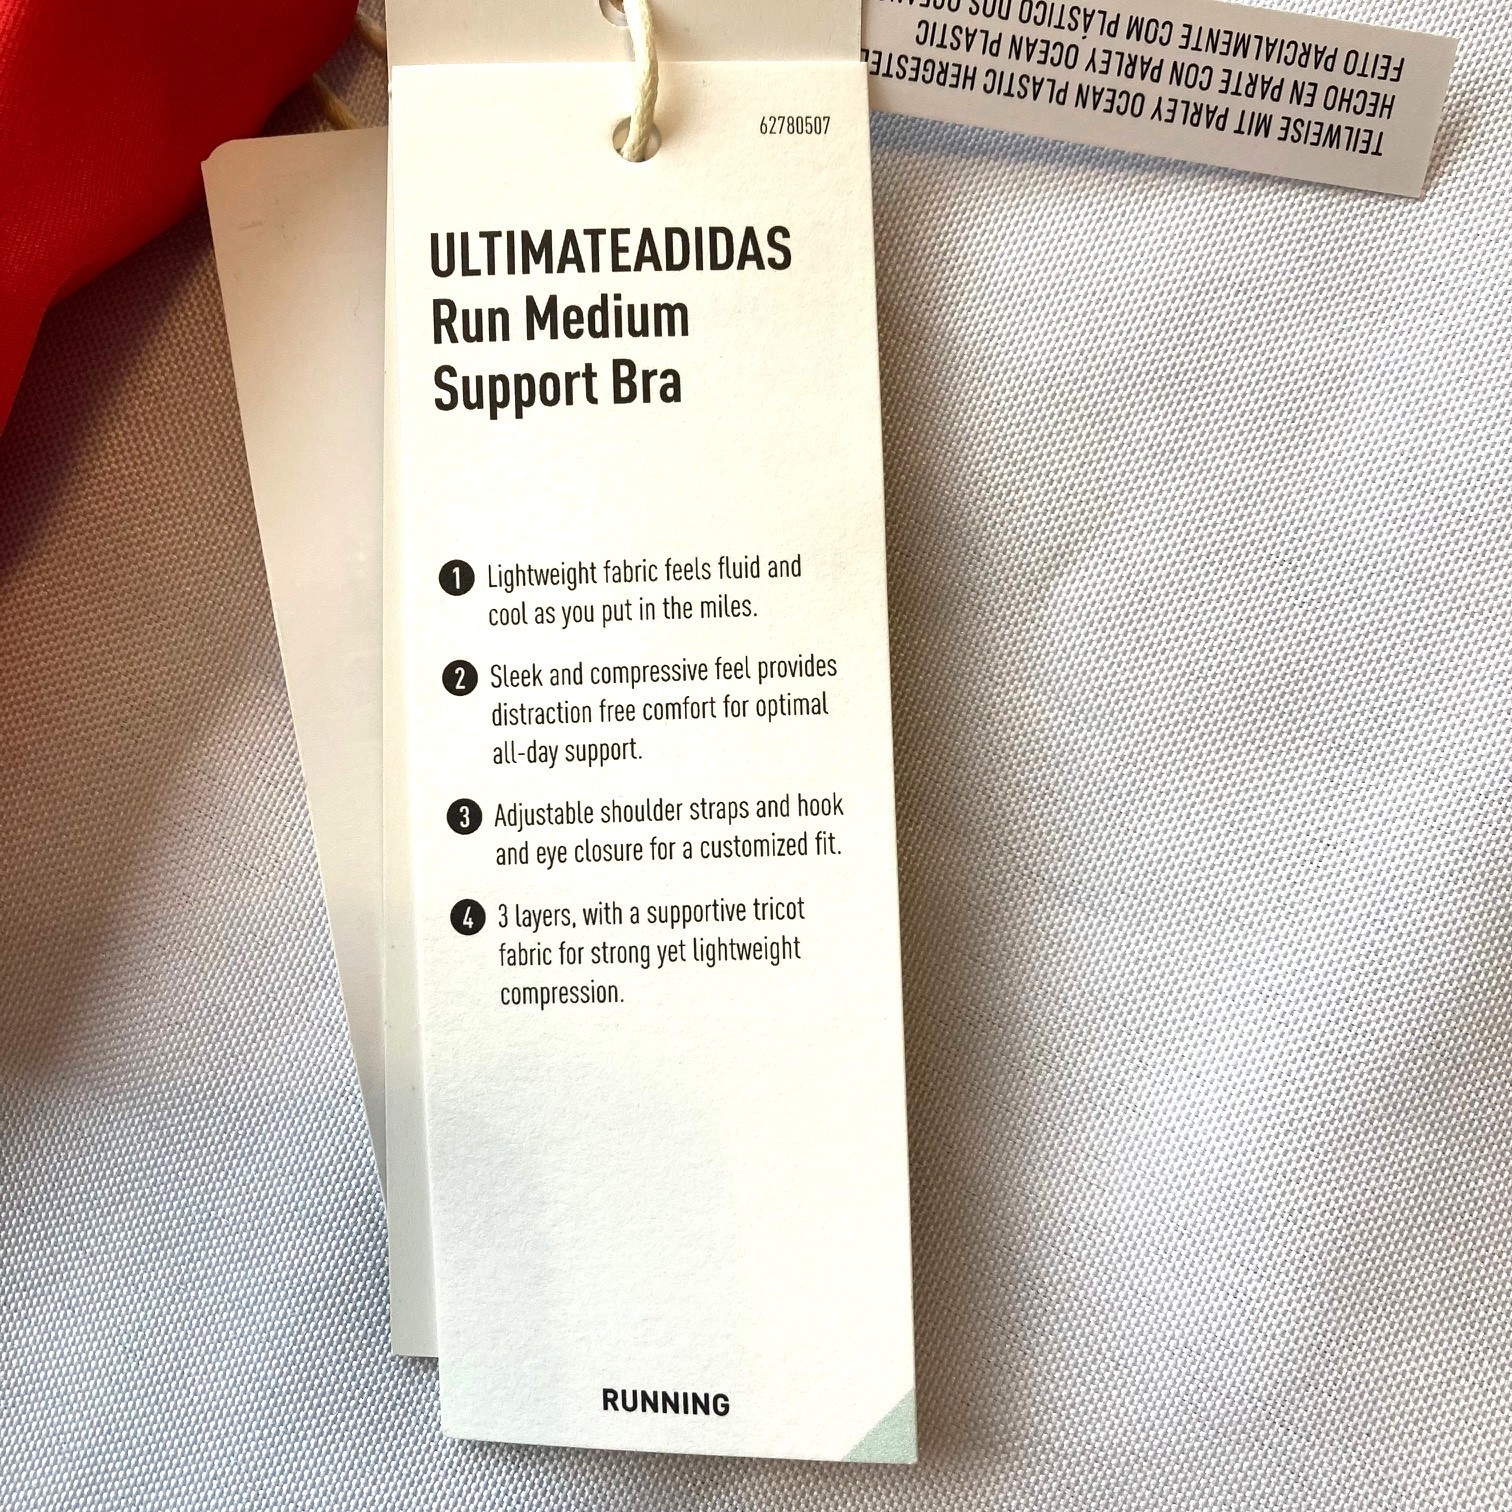 62780507
ULTIMATEADIDAS
Run Medium
Support Bra
1 Lightweight fabric feels fluid and
cool as you put in the miles.
2 Sleek and compressive feel provides
distraction free comfort for optimal
all-day support.
3 Adjustable shoulder straps and hook
and eye closure for a customized fit.
4 3 layers, with a supportive tricot
fabric for strong yet lightweight
compression.
RUNNING
TEILWEISE MIT PARLEY OCEAN PLASTIC
HECHO EN PARTE CON PARLEY OCEAN PLASTIC
FEITO PARCIALMENTE COM PLÁSTICO DOS